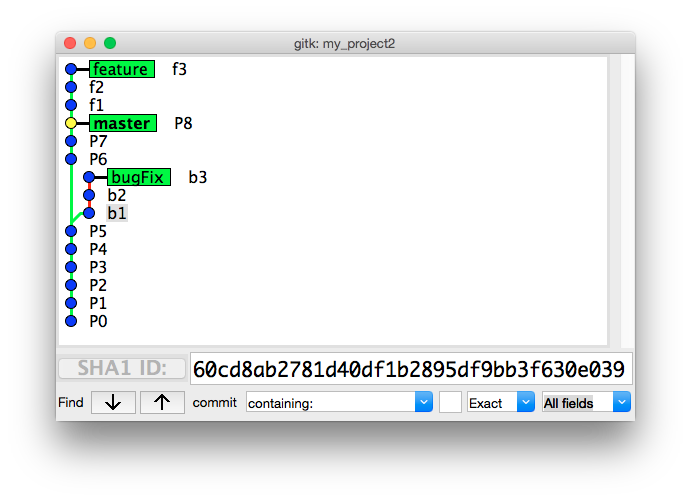 gitk: my_project2
feature f3
f2
f1
master P8
P7
P6
bugFix b3
b2
b1
P5
P4
P3
P2
P1
P0
SHA1 ID: 60cd8ab2781d40df1b2895df9bb3f630e039
Find commit containing: Exact All fields